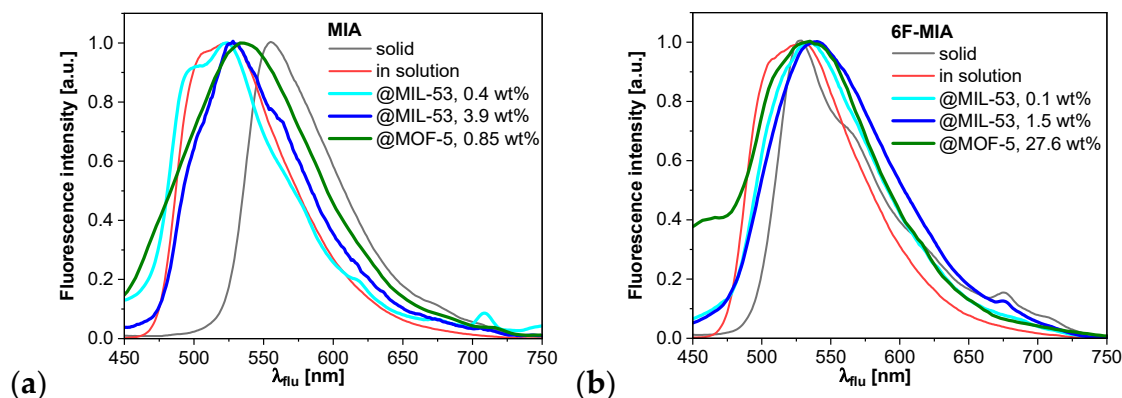 MIA
solid
in solution
@MIL-53, 0.4 wt%
@MIL-53, 3.9 wt%
@MOF-5, 0.85 wt%
Fluorescence intensity [a.u.]
1.0
0.8
0.6
0.4
0.2
0.0
450 500 550 600 650 700 750
λflu [nm]
(a)
6F-MIA
solid
in solution
@MIL-53, 0.1 wt%
@MIL-53, 1.5 wt%
@MOF-5, 27.6 wt%
Fluorescence intensity [a.u.]
1.0
0.8
0.6
0.4
0.2
0.0
450 500 550 600 650 700 750
λflu [nm]
(b)